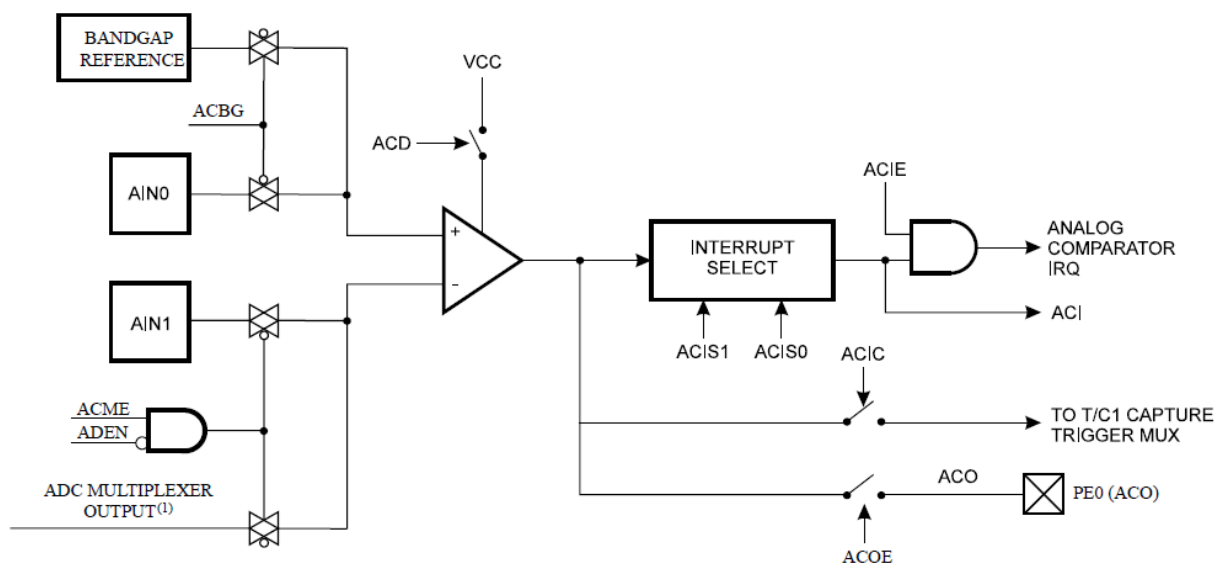 BANDGAP
REFERENCE
ACBG
AIN0
AIN1
ACME
ADEN
ADC MULTIPLEXER
OUTPUT(1)
VCC
ACD
+
-
INTERRUPT
SELECT
ACIS1
ACIS0
ACIE
ANALOG
COMPARATOR
IRQ
ACI
ACIC
TO T/C1 CAPTURE
TRIGGER MUX
ACO
PE0 (ACO)
ACOE